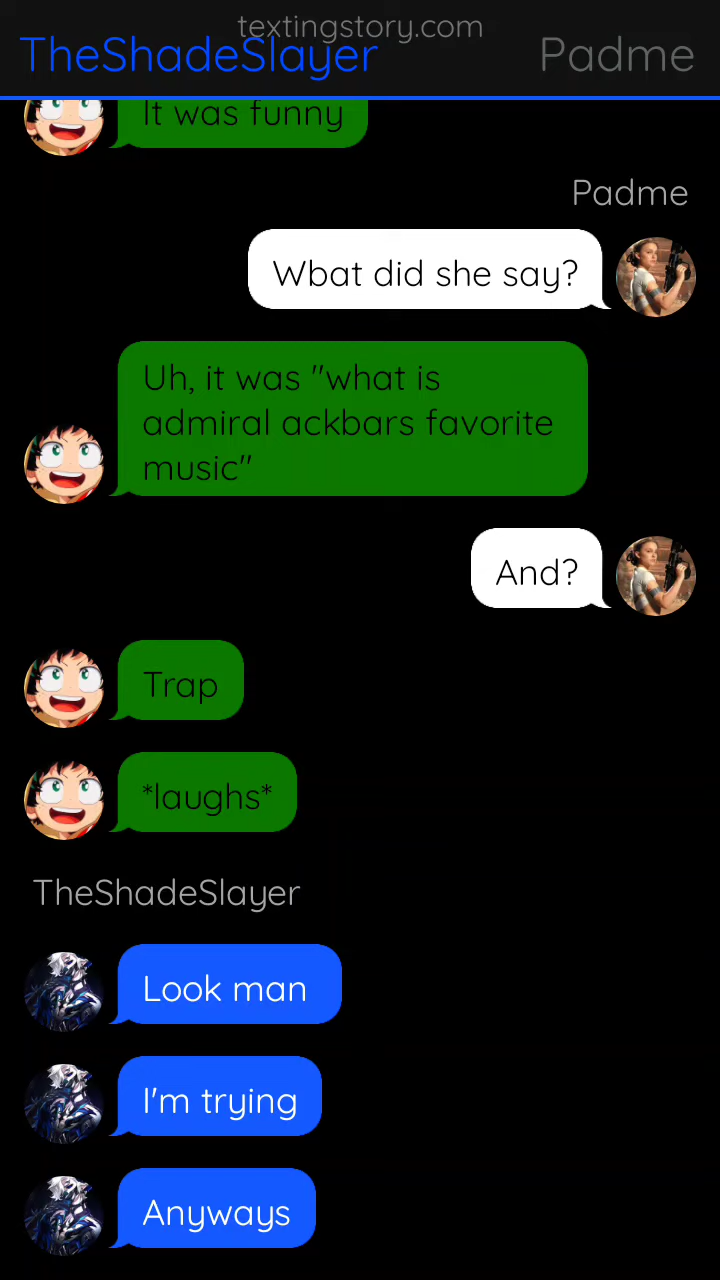 textingstory.com
TheShadeSlayer
Padme
It was funny
Padme
Wbat did she say?
Uh, it was "what is
admiral ackbars favorite
music"
And?
Trap
*laughs*
TheShadeSlayer
Look man
I'm trying
Anyways